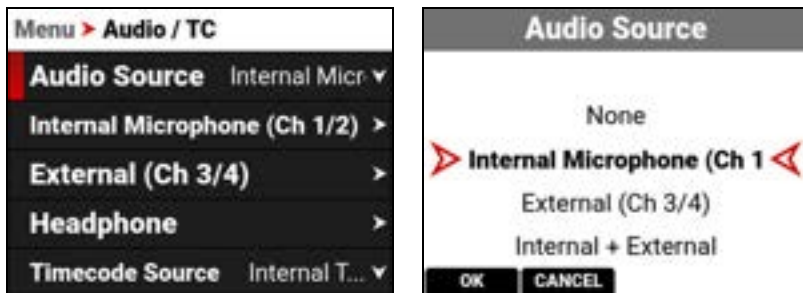 Menu > Audio / TC
Audio Source Internal Micr
Internal Microphone (Ch 1/2) >
External (Ch 3/4) >
Headphone >
Timecode Source Internal T...
Audio Source
None
Internal Microphone (Ch 1
External (Ch 3/4)
Internal + External
OK CANCEL